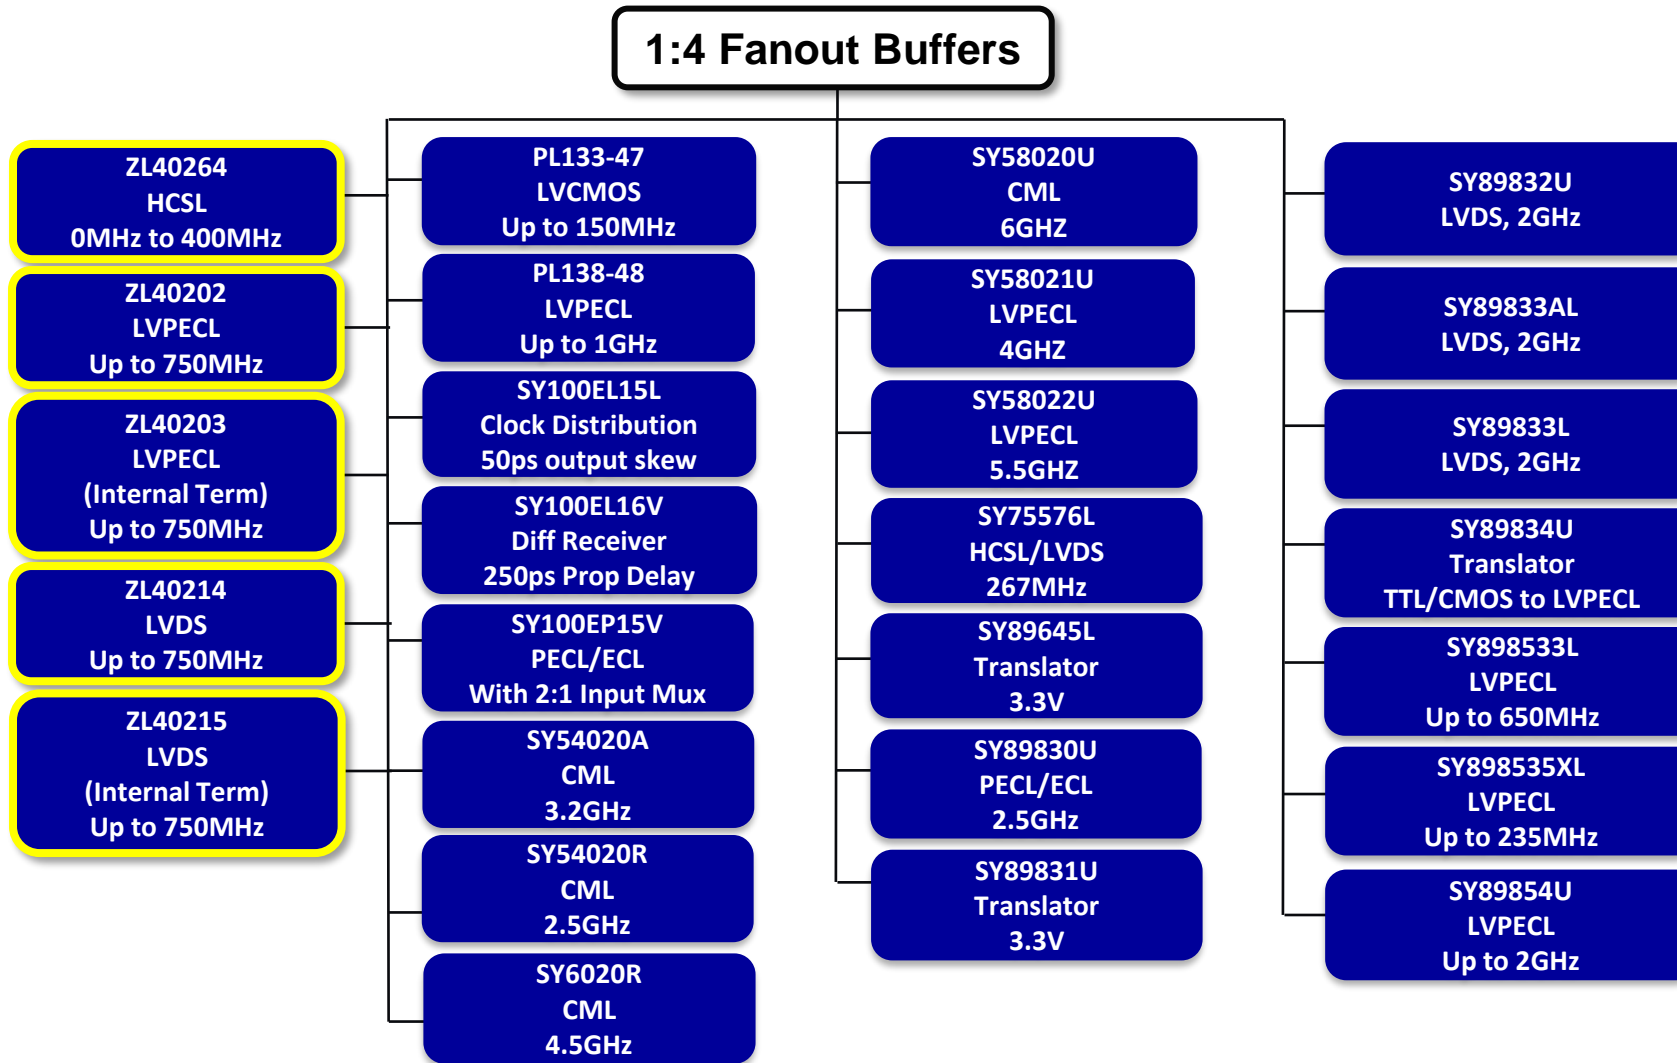 1:4 Fanout Buffers
ZL40264
HCSL
0MHz to 400MHz
ZL40202
LVPECL
Up to 750MHz
ZL40203
LVPECL
(Internal Term)
Up to 750MHz
ZL40214
LVDS
Up to 750MHz
ZL40215
LVDS
(Internal Term)
Up to 750MHz
PL133-47
LVCMOS
Up to 150MHz
PL138-48
LVPECL
Up to 1GHz
SY100EL15L
Clock Distribution
50ps output skew
SY100EL16V
Diff Receiver
250ps Prop Delay
SY100EP15V
PECL/ECL
With 2:1 Input Mux
SY54020A
CML
3.2GHz
SY54020R
CML
2.5GHz
SY6020R
CML
4.5GHz
SY58020U
CML
6GHZ
SY58021U
LVPECL
4GHZ
SY58022U
LVPECL
5.5GHZ
SY75576L
HCSL/LVDS
267MHz
SY89645L
Translator
3.3V
SY89830U
PECL/ECL
2.5GHz
SY89831U
Translator
3.3V
SY89832U
LVDS, 2GHz
SY89833AL
LVDS, 2GHz
SY89833L
LVDS, 2GHz
SY89834U
Translator
TTL/CMOS to LVPECL
SY898533L
LVPECL
Up to 650MHz
SY898535XL
LVPECL
Up to 235MHz
SY89854U
LVPECL
Up to 2GHz